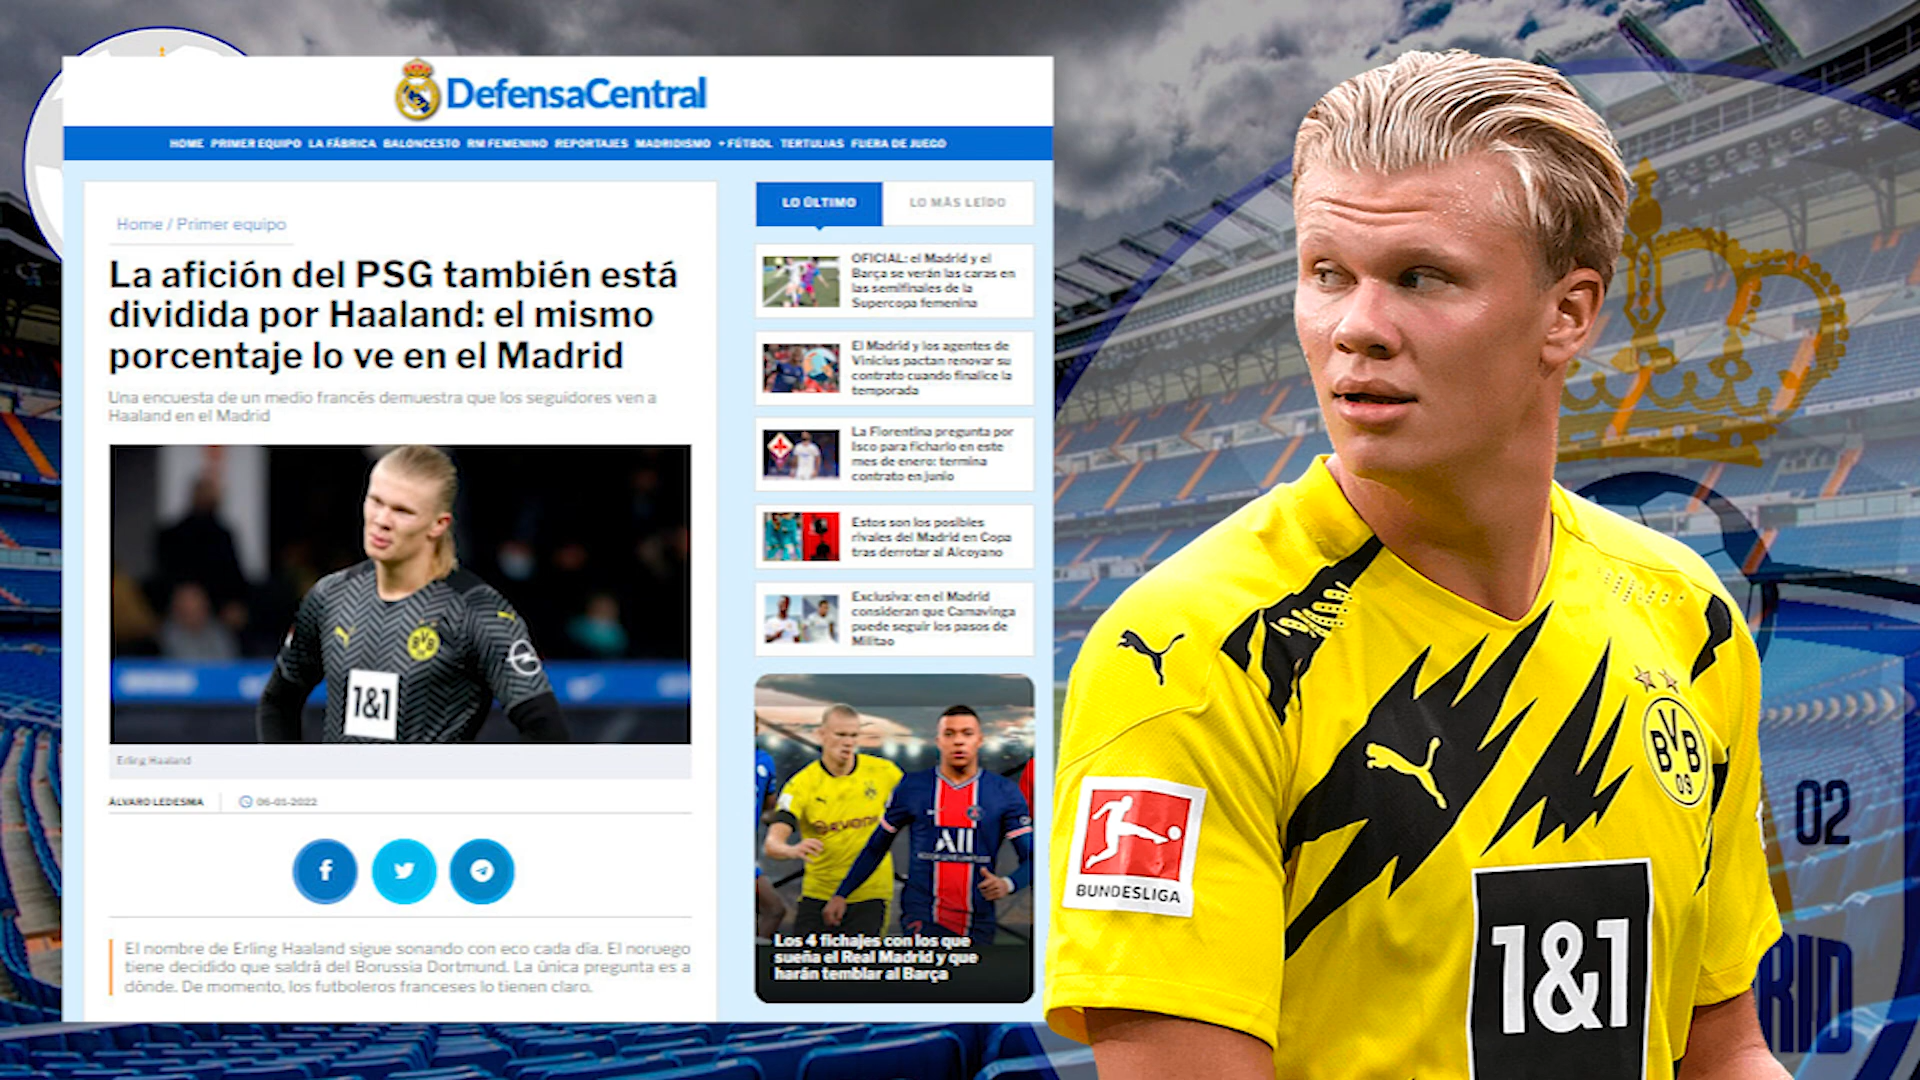 DefensaCentral
HOME PRIMER EQUIPO LA FÁBRICA BALONCESTO RM FEMENINO REPORTAJES MADRIDISMO + FÚTBOL TERTULIAS FUERA DE JUEGO
Home / Primer equipo
La afición del PSG también está
dividida por Haaland: el mismo
porcentaje lo ve en el Madrid
Una encuesta de un medio francés demuestra que los seguidores ven a
Haaland en el Madrid
BVB
1&1
Erling Haaland
ÁLVARO LEDESMA 06-01-2022
El nombre de Erling Haaland sigue sonando con eco cada día. El noruego
tiene decidido que saldrá del Borussia Dortmund. La única pregunta es a
dónde. De momento, los futboleros franceses lo tienen claro.
LO ÚLTIMO LO MÁS LEÍDO
OFICIAL: el Madrid y el
Barça se verán las caras en
las semifinales de la
Supercopa femenina
El Madrid y los agentes de
Vinicius pactan renovar su
contrato cuando finalice la
temporada
La Fiorentina pregunta por
Isco para ficharlo en este
mes de enero: termina
contrato en junio
Estos son los posibles
rivales del Madrid en Copa
tras derrotar al Alcoyano
Exclusiva: en el Madrid
consideran que Camavinga
puede seguir los pasos de
Militao
EVONIK
All
Los 4 fichajes con los que
sueña el Real Madrid y que
harán temblar al Barça
BVB
09
BUNDESLIGA
1&1
02
RID